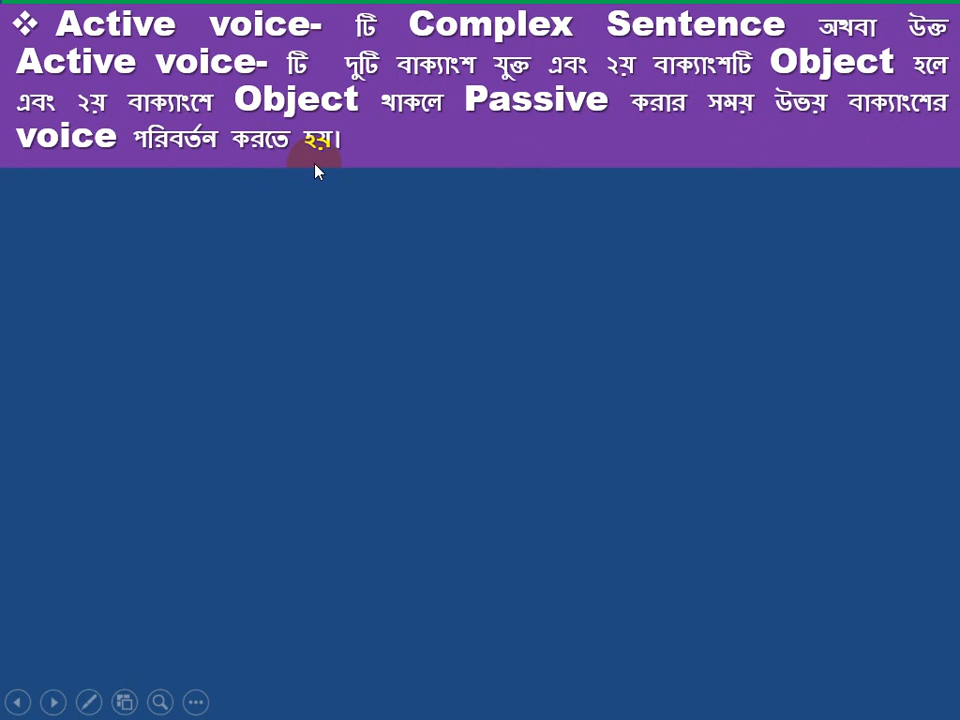 ❖ Active voice- টি Complex Sentence অথবা উক্ত
Active voice- টি দুটি বাক্যাংশ যুক্ত এবং ২য় বাক্যাংশটি Object হলে
এবং ২য় বাক্যাংশে Object থাকলে Passive করার সময় উভয় বাক্যাংশের
voice পরিবর্তন করতে হয়।